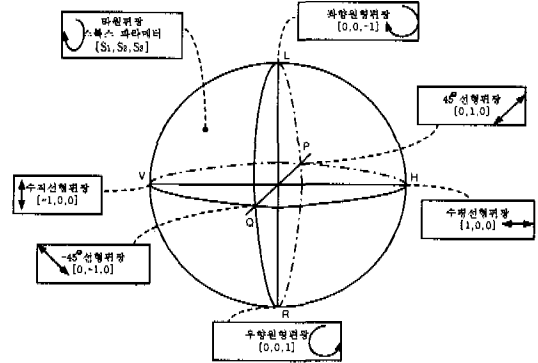 타원편광
스톡스 파라메터
[S₁,S₂,S₃]
좌향원형편광
[0,0,-1]
L
45° 선형편광
[0,1,0]
P
V
H
수직선형편광
[-1,0,0]
수평선형편광
[1,0,0]
Q
-45° 선형편광
[0,-1,0]
R
우향원형편광
[0,0,1]